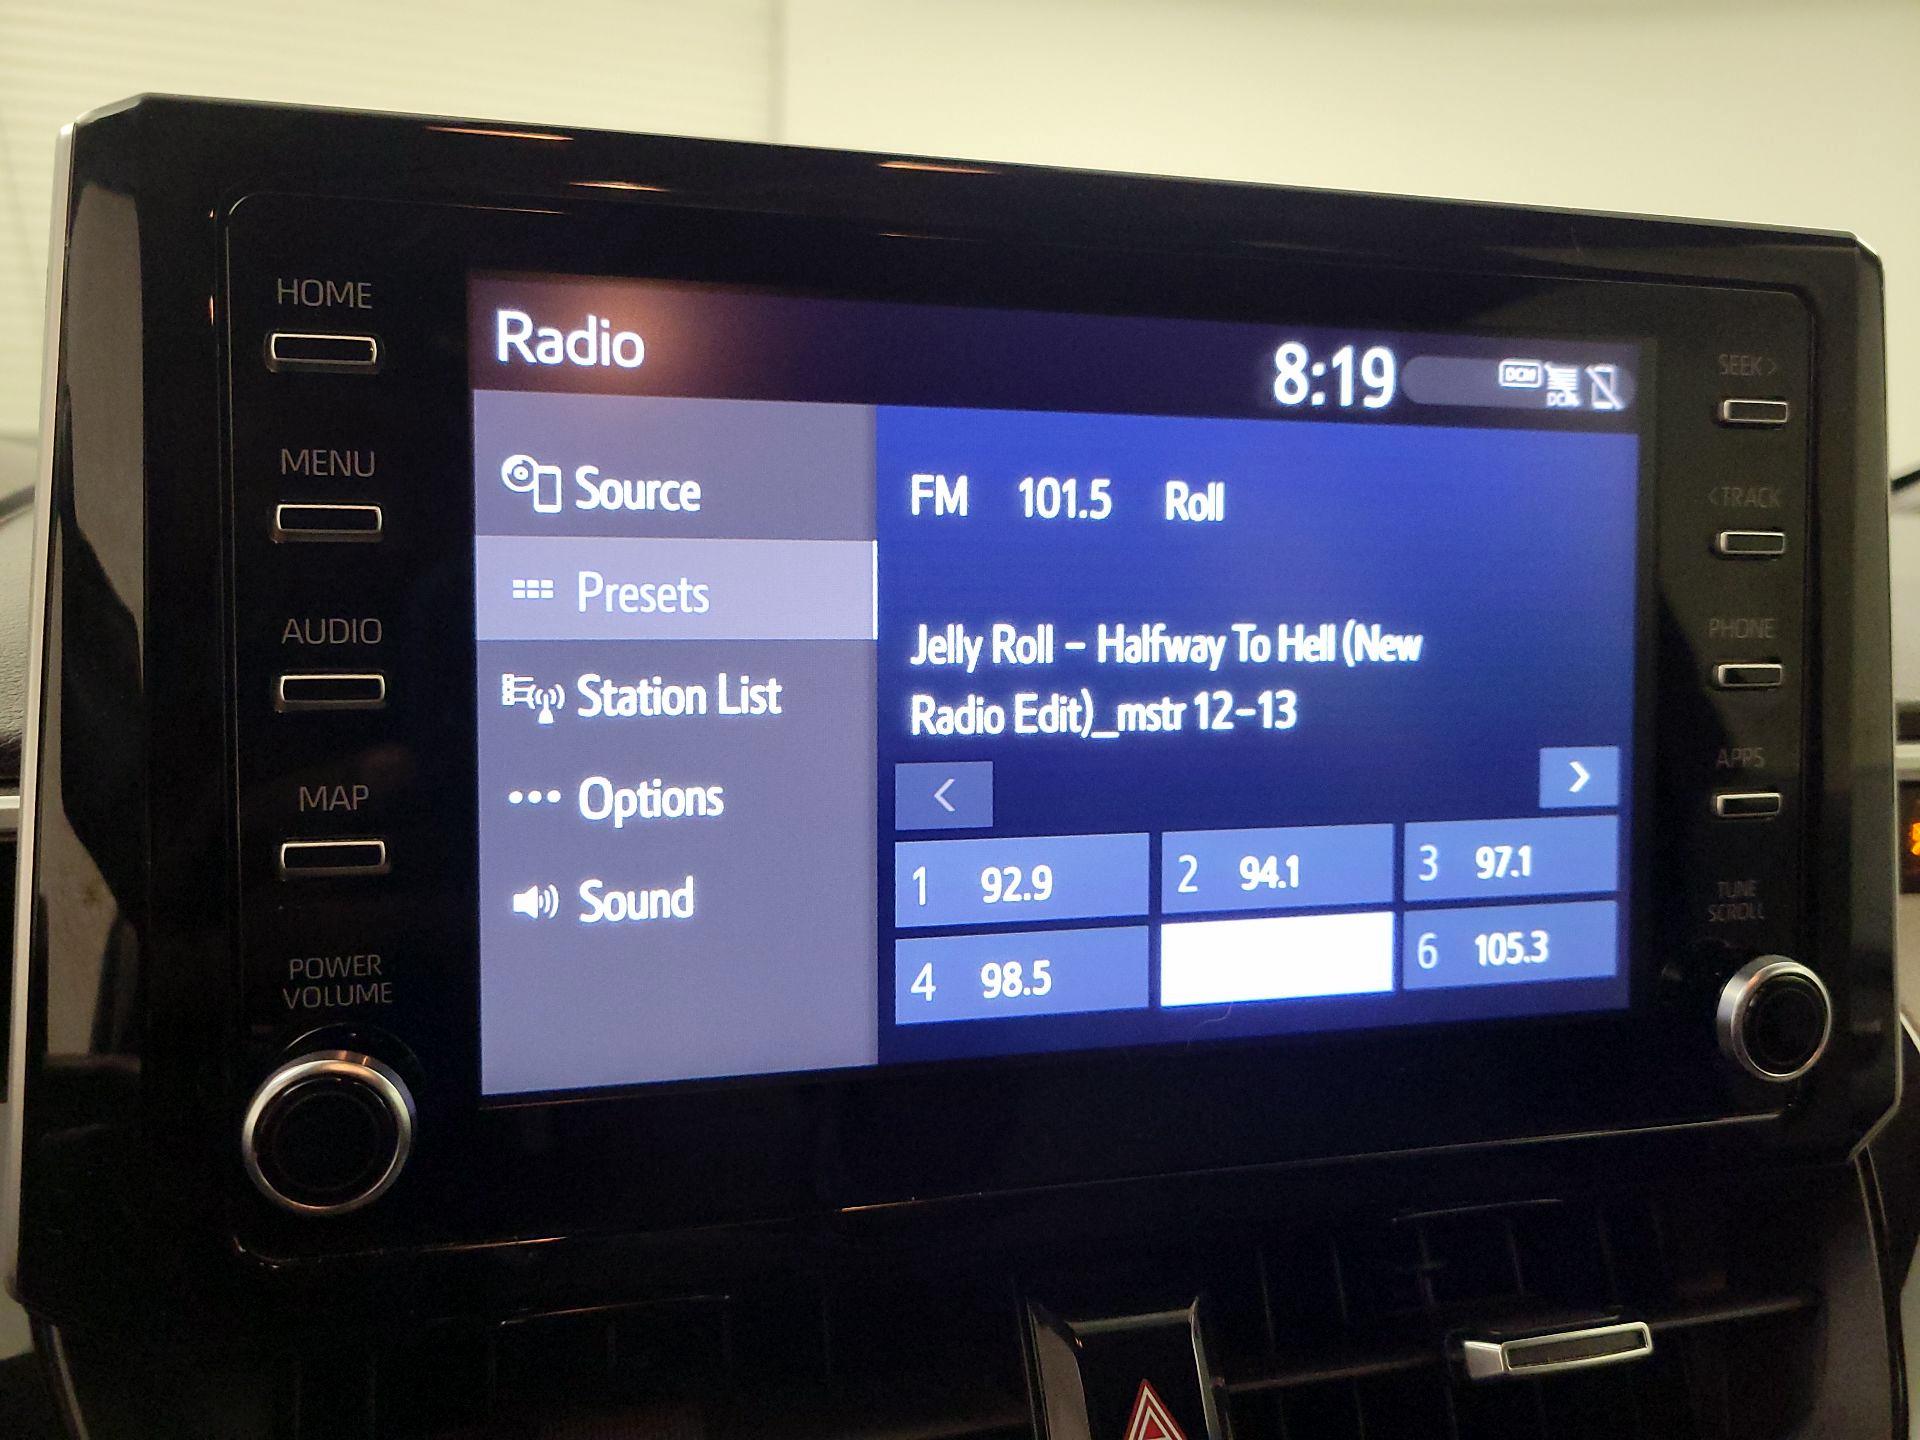 HOME
MENU
AUDIO
MAP
POWER
VOLUME
Radio
8:19
DCM
DCM
Source
Presets
Station List
Options
Sound
FM 101.5 Roll
Jelly Roll - Halfway To Hell (New
Radio Edit)_mstr 12-13
<
>
1 92.9
2 94.1
3 97.1
4 98.5
6 105.3
SEEK >
< TRACK
PHONE
APPS
TUNE
SCROLL